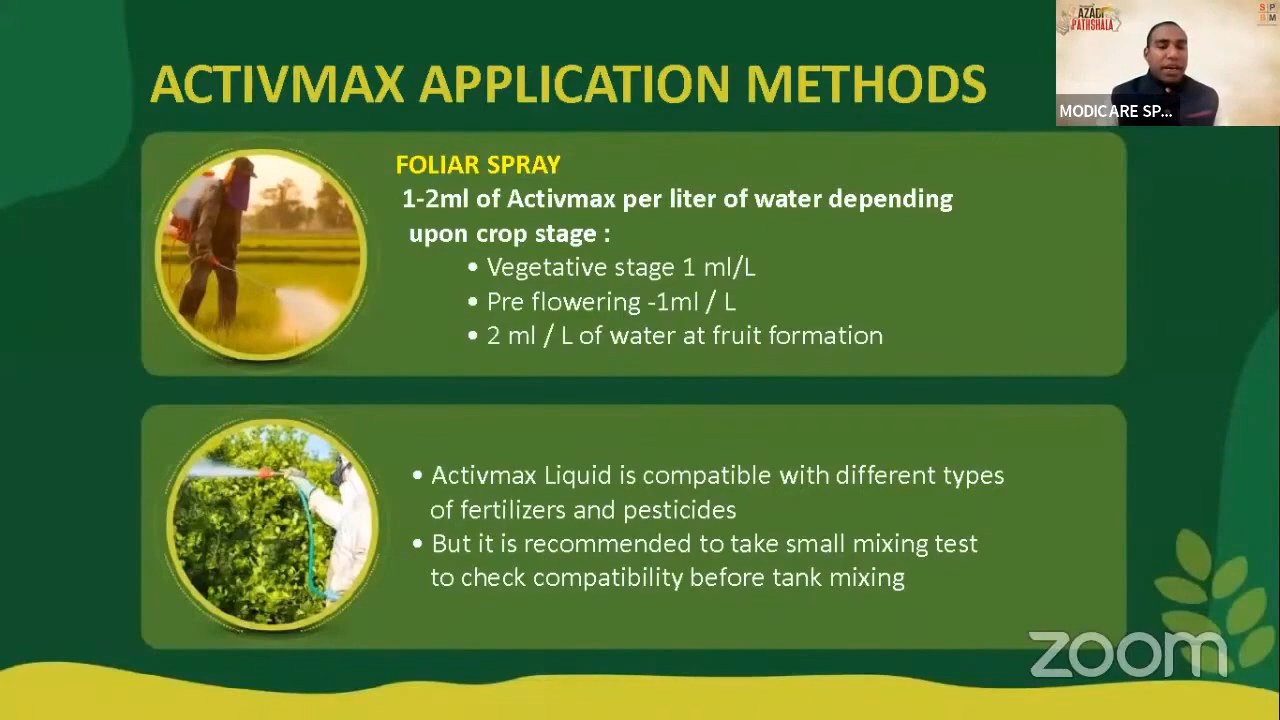 ACTIVMAX APPLICATION METHODS
FOLIAR SPRAY
1-2ml of Activmax per liter of water depending
upon crop stage :
• Vegetative stage 1 ml/L
• Pre flowering -1ml / L
• 2 ml / L of water at fruit formation
• Activmax Liquid is compatible with different types
of fertilizers and pesticides
• But it is recommended to take small mixing test
to check compatibility before tank mixing
AZADI
PATHSHALA
S P
S M
MODICARE SP...
zoom